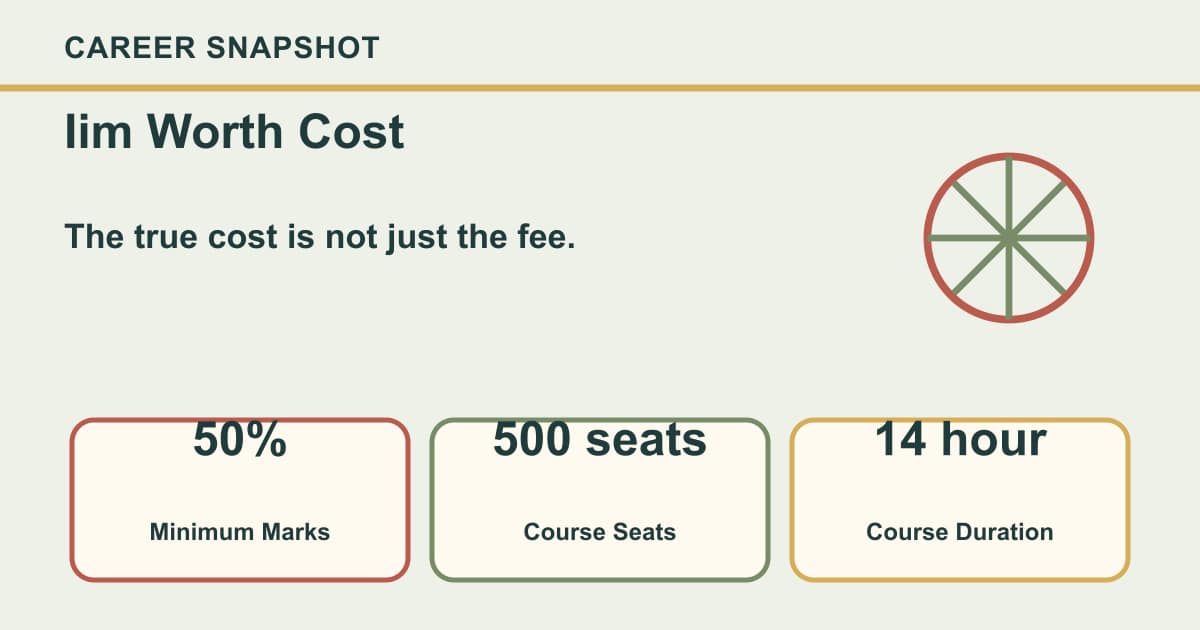 CAREER SNAPSHOT
Iim Worth Cost
The true cost is not just the fee.
50%
500 seats
14 hour
Minimum Marks
Course Seats
Course Duration